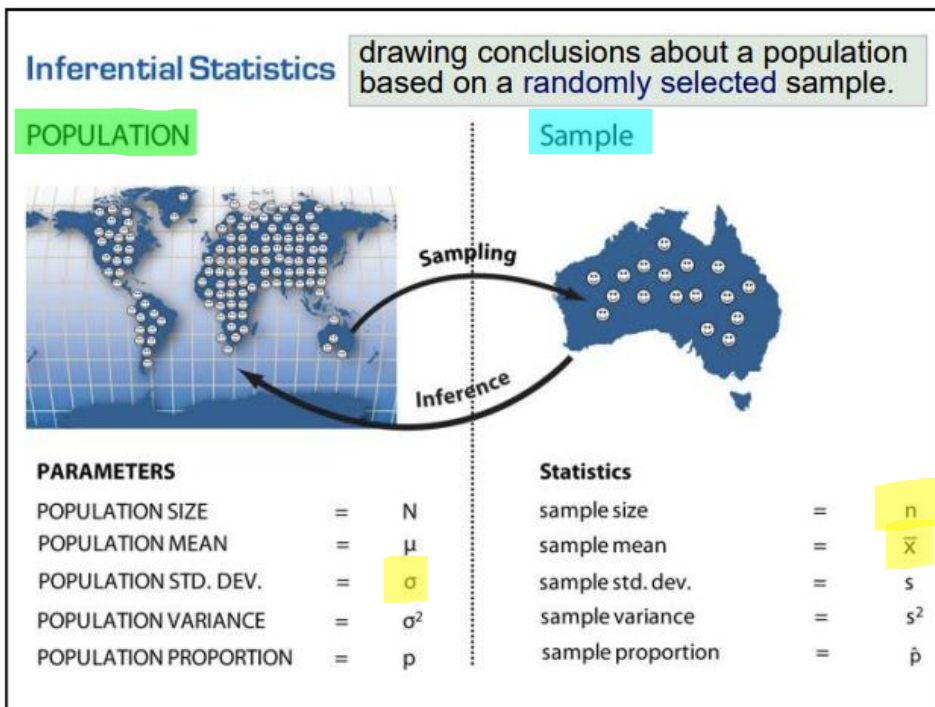 Inferential Statistics
drawing conclusions about a population
based on a randomly selected sample.
POPULATION
Sample
Sampling
Inference
PARAMETERS
POPULATION SIZE = N
POPULATION MEAN = μ
POPULATION STD. DEV. = σ
POPULATION VARIANCE = σ²
POPULATION PROPORTION = p
Statistics
sample size = n
sample mean = x̄
sample std. dev. = s
sample variance = s²
sample proportion = p̂